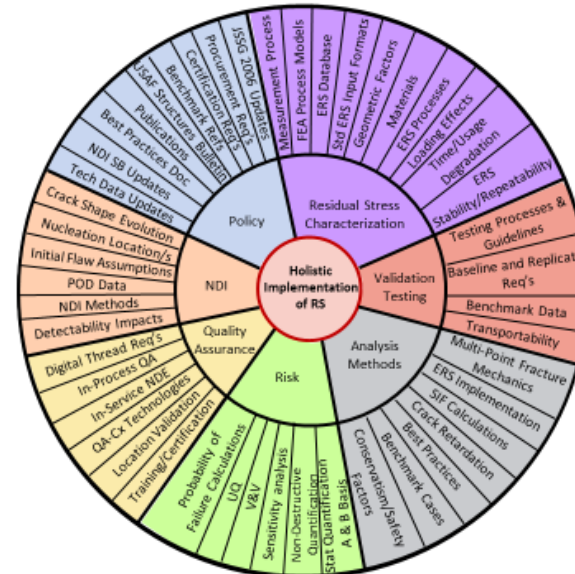 Holistic
Implementation
of RS
Residual Stress
Characterization
Measurement Process
FEA Process Models
ERS Database
Std ERS Input Formats
Geometric Factors
Materials
ERS Processes
Loading Effects
Time/Usage
Degradation
ERS
Stability/Repeatability
Validation
Testing
Testing Processes &
Guidelines
Baseline and Replicat
Req's
Benchmark Data
Transportability
Analysis
Methods
Multi-Point Fracture
Mechanics
ERS Implementation
SIF Calculations
Crack Retardation
Best Practices
Benchmark Cases
Conservatism/Safety
Factors
Risk
A & B Basis
Stat Quantification
Non-Destructive
Quantification
Sensitivity analysis
V&V
UQ
Probability of
Failure Calculations
Quality
Assurance
Training/Certification
Location Validation
QA-Cx Technologies
In-Service NDE
In-Process QA
Digital Thread Req's
NDI
Detectability Impacts
NDI Methods
POD Data
Initial Flaw Assumptions
Nucleation Location/s
Crack Shape Evolution
Policy
Tech Data Updates
NDI SB Updates
Best Practices Doc
Publications
USAF Structures Bulletin
Benchmark Refs
Certification Req's
Procurement Req's
JSSG 2006 Updates